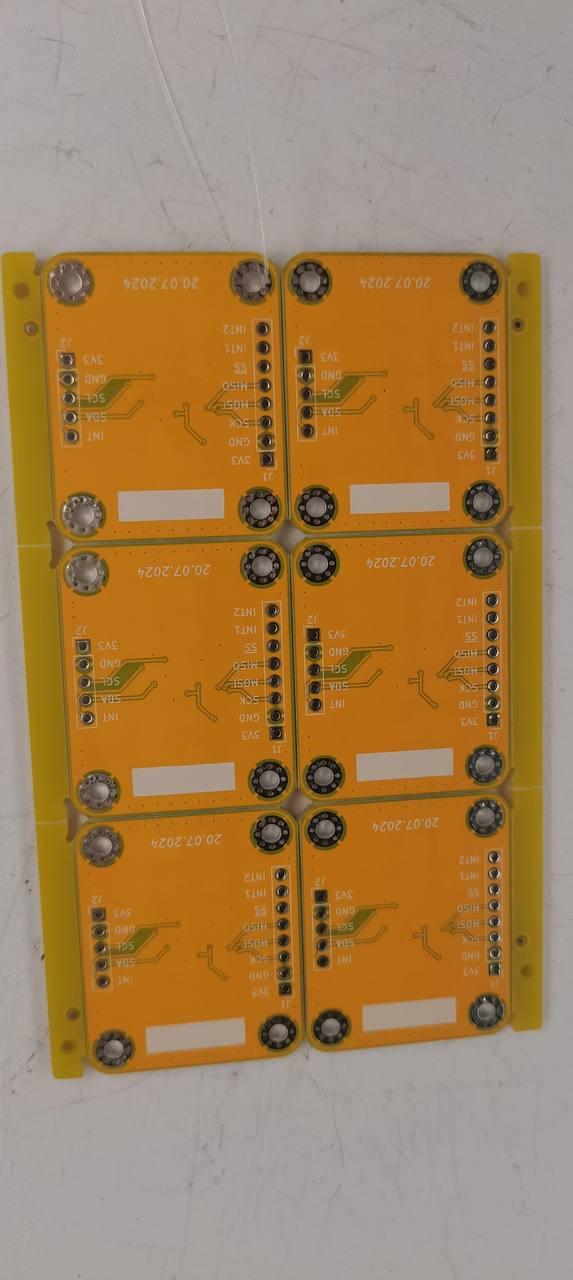 J1
3V3
GND
SCK
MOSI
MISO
SS
INT1
INT2
INT
SDA
SCL
GND
3V3
J2
20.07.2024
J1
3V3
GND
SCK
MOSI
MISO
SS
INT1
INT2
INT
SDA
SCL
GND
3V3
J2
20.07.2024
J1
3V3
GND
SCK
MOSI
MISO
SS
INT1
INT2
INT
SDA
SCL
GND
3V3
J2
20.07.2024
J1
3V3
GND
SCK
MOSI
MISO
SS
INT1
INT2
INT
SDA
SCL
GND
3V3
J2
20.07.2024
J1
3V3
GND
SCK
MOSI
MISO
SS
INT1
INT2
INT
SDA
SCL
GND
3V3
J2
20.07.2024
J1
3V3
GND
SCK
MOSI
MISO
SS
INT1
INT2
INT
SDA
SCL
GND
3V3
J2
20.07.2024